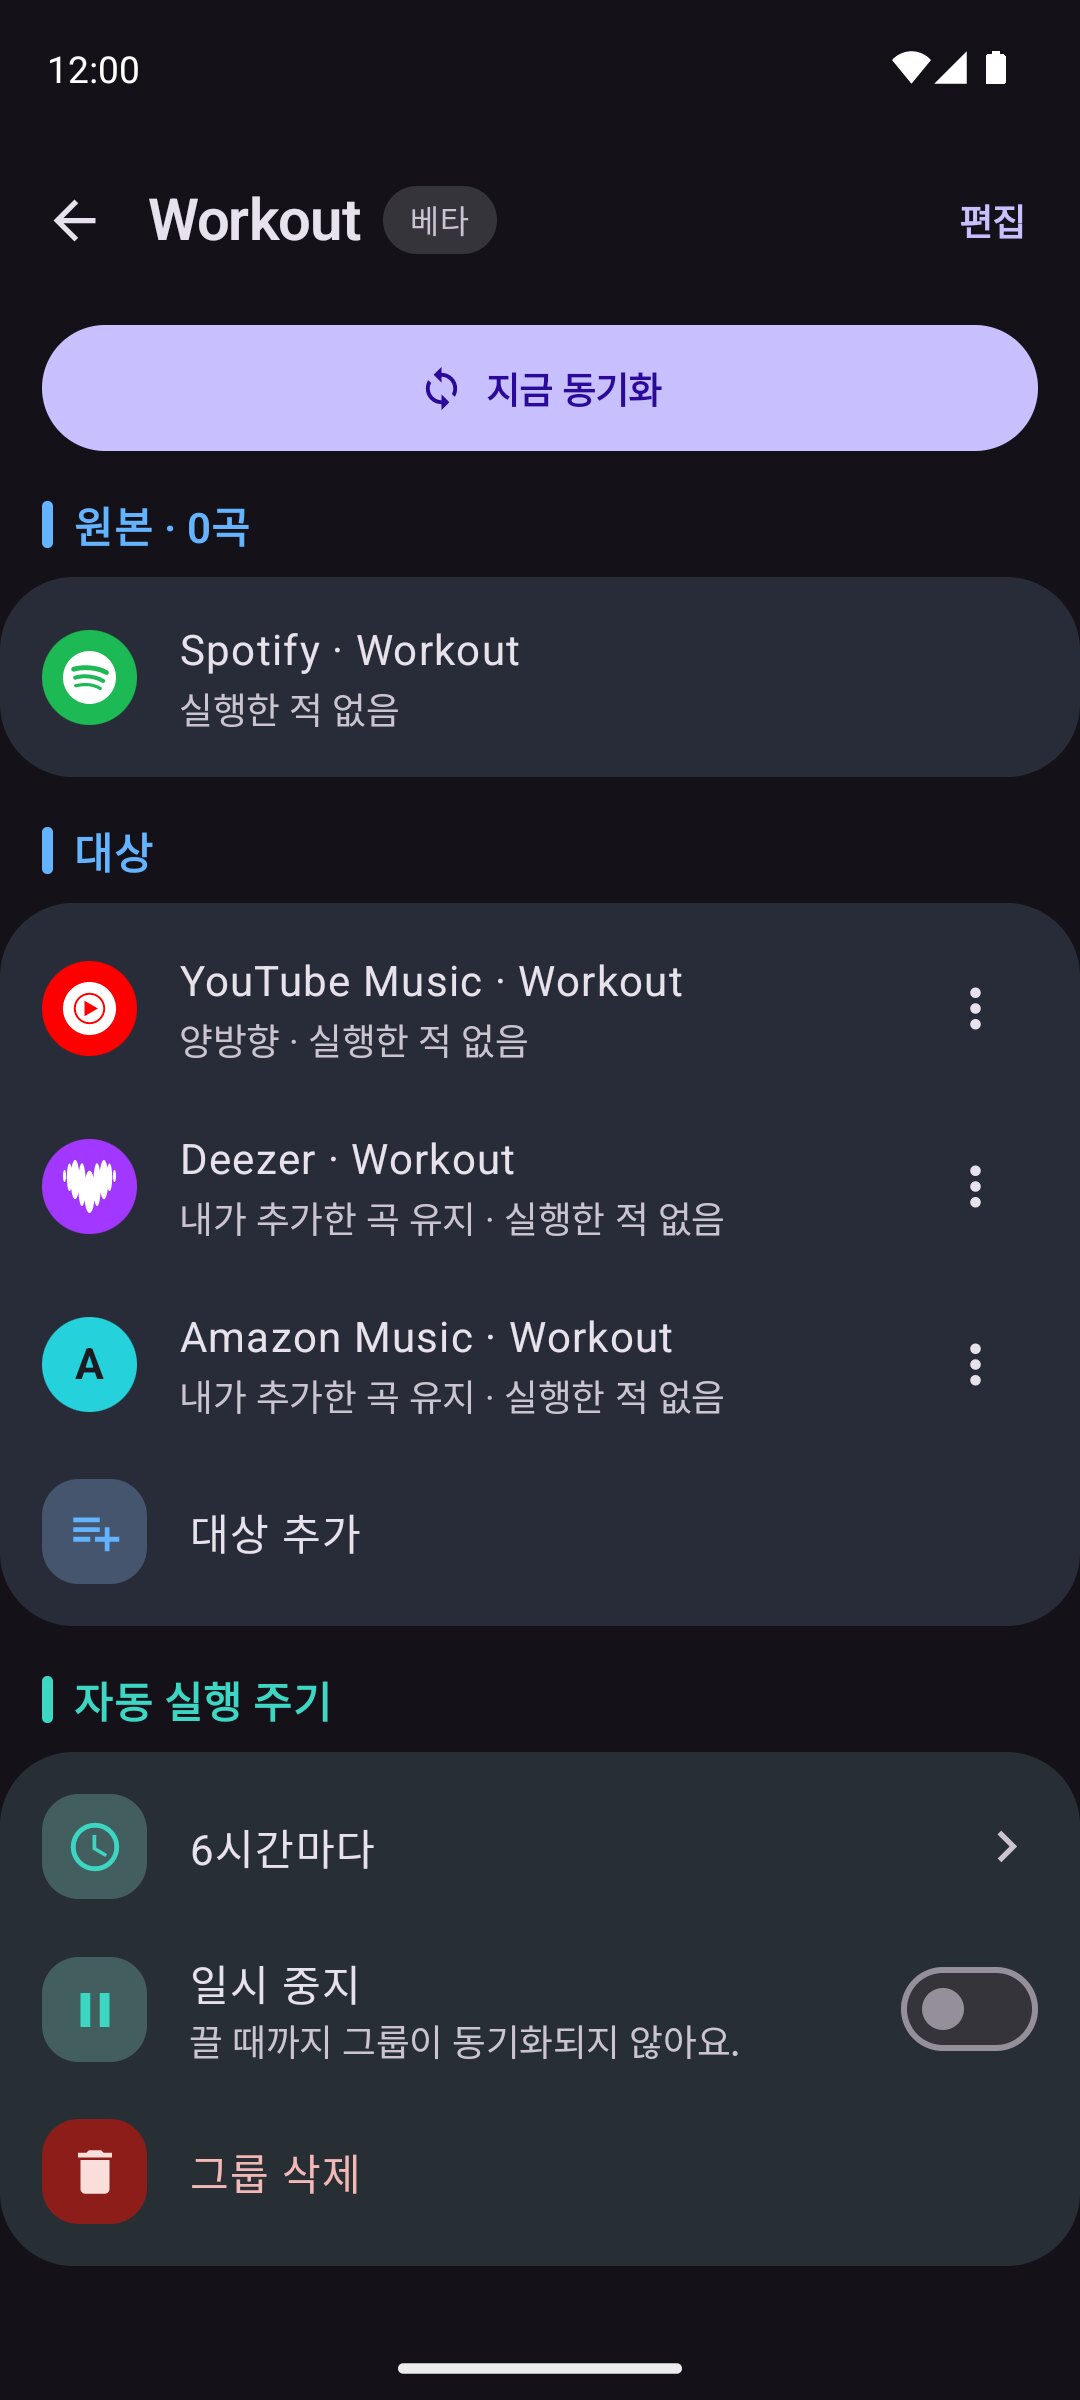 12:00
Workout
베타
편집
지금 동기화
원본 · 0곡
Spotify · Workout
실행한 적 없음
대상
YouTube Music · Workout
양방향 · 실행한 적 없음
Deezer · Workout
내가 추가한 곡 유지 · 실행한 적 없음
A
Amazon Music · Workout
내가 추가한 곡 유지 · 실행한 적 없음
대상 추가
자동 실행 주기
6시간마다
일시 중지
끌 때까지 그룹이 동기화되지 않아요.
그룹 삭제